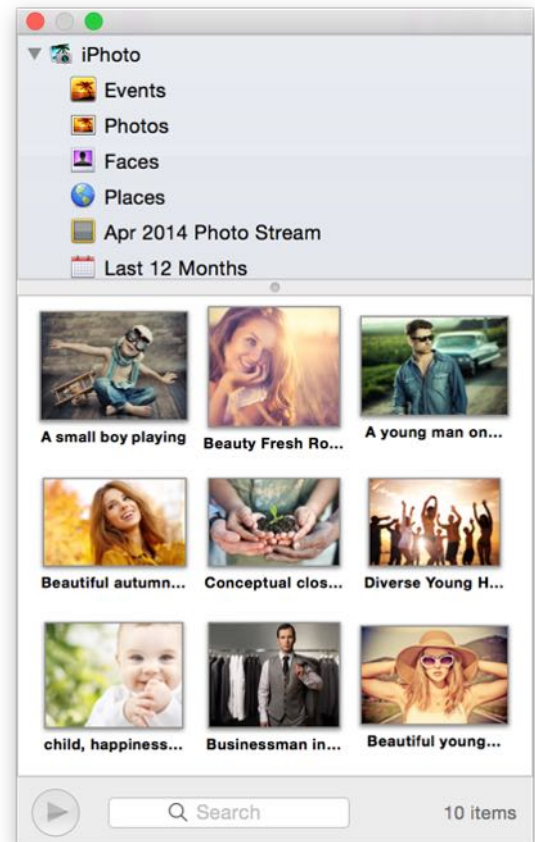 iPhoto
Events
Photos
Faces
Places
Apr 2014 Photo Stream
Last 12 Months
A small boy playing
Beauty Fresh Ro...
A young man on...
Beautiful autumn...
Conceptual clos...
Diverse Young H...
child, happiness...
Businessman in...
Beautiful young...
Search
10 items